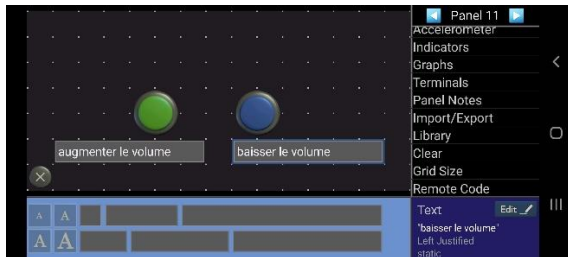 Panel 11
Accelerometer
Indicators
Graphs
Terminals
Panel Notes
Import/Export
Library
Clear
Grid Size
Remote Code
augmenter le volume
baisser le volume
A A
A A
Text Edit
"baisser le volume"
Left Justified
static